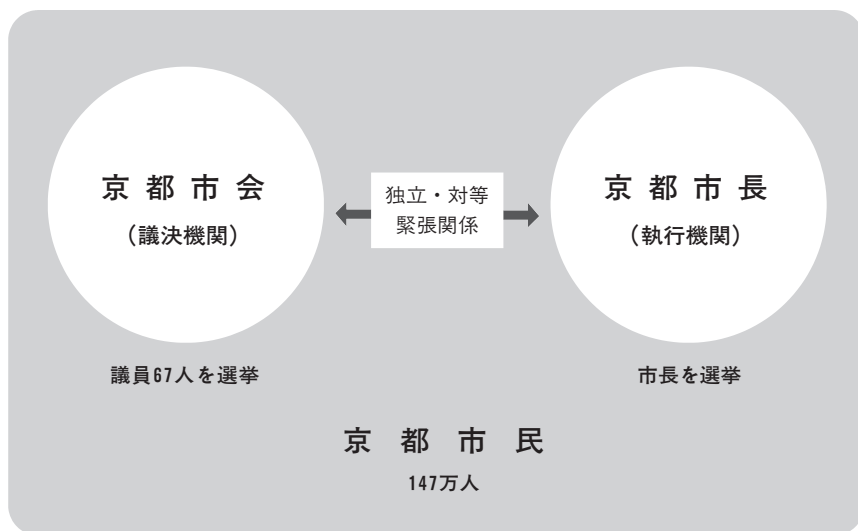 京都市会
（議決機関）
独立・対等
緊張関係
京都市長
（執行機関）
議員67人を選挙
市長を選挙
京都市民
147万人